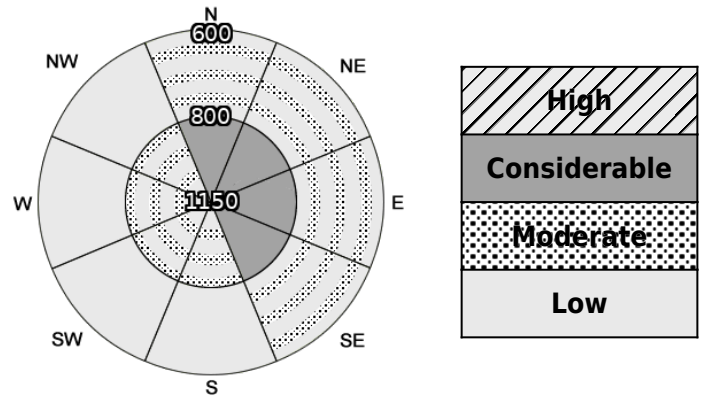 N
600
NW
NE
800
W
1150
E
SW
SE
S
High
Considerable
Moderate
Low